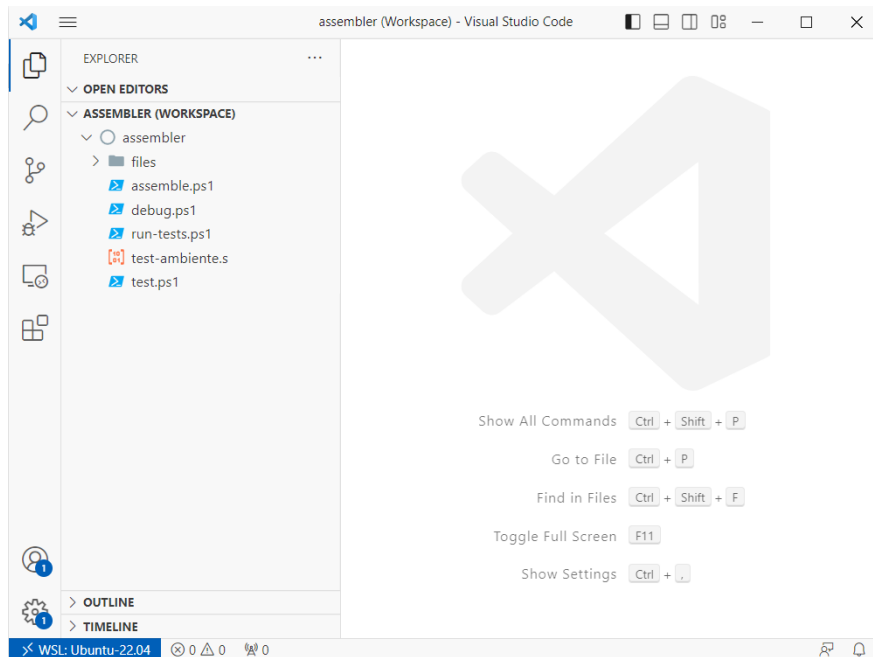 assembler (Workspace) - Visual Studio Code
EXPLORER
OPEN EDITORS
ASSEMBLER (WORKSPACE)
assembler
files
assemble.ps1
debug.ps1
run-tests.ps1
test-ambiente.s
test.ps1
Show All Commands Ctrl + Shift + P
Go to File Ctrl + P
Find in Files Ctrl + Shift + F
Toggle Full Screen F11
Show Settings Ctrl + ,
1
1
OUTLINE
TIMELINE
WSL: Ubuntu-22.04 0 0 0